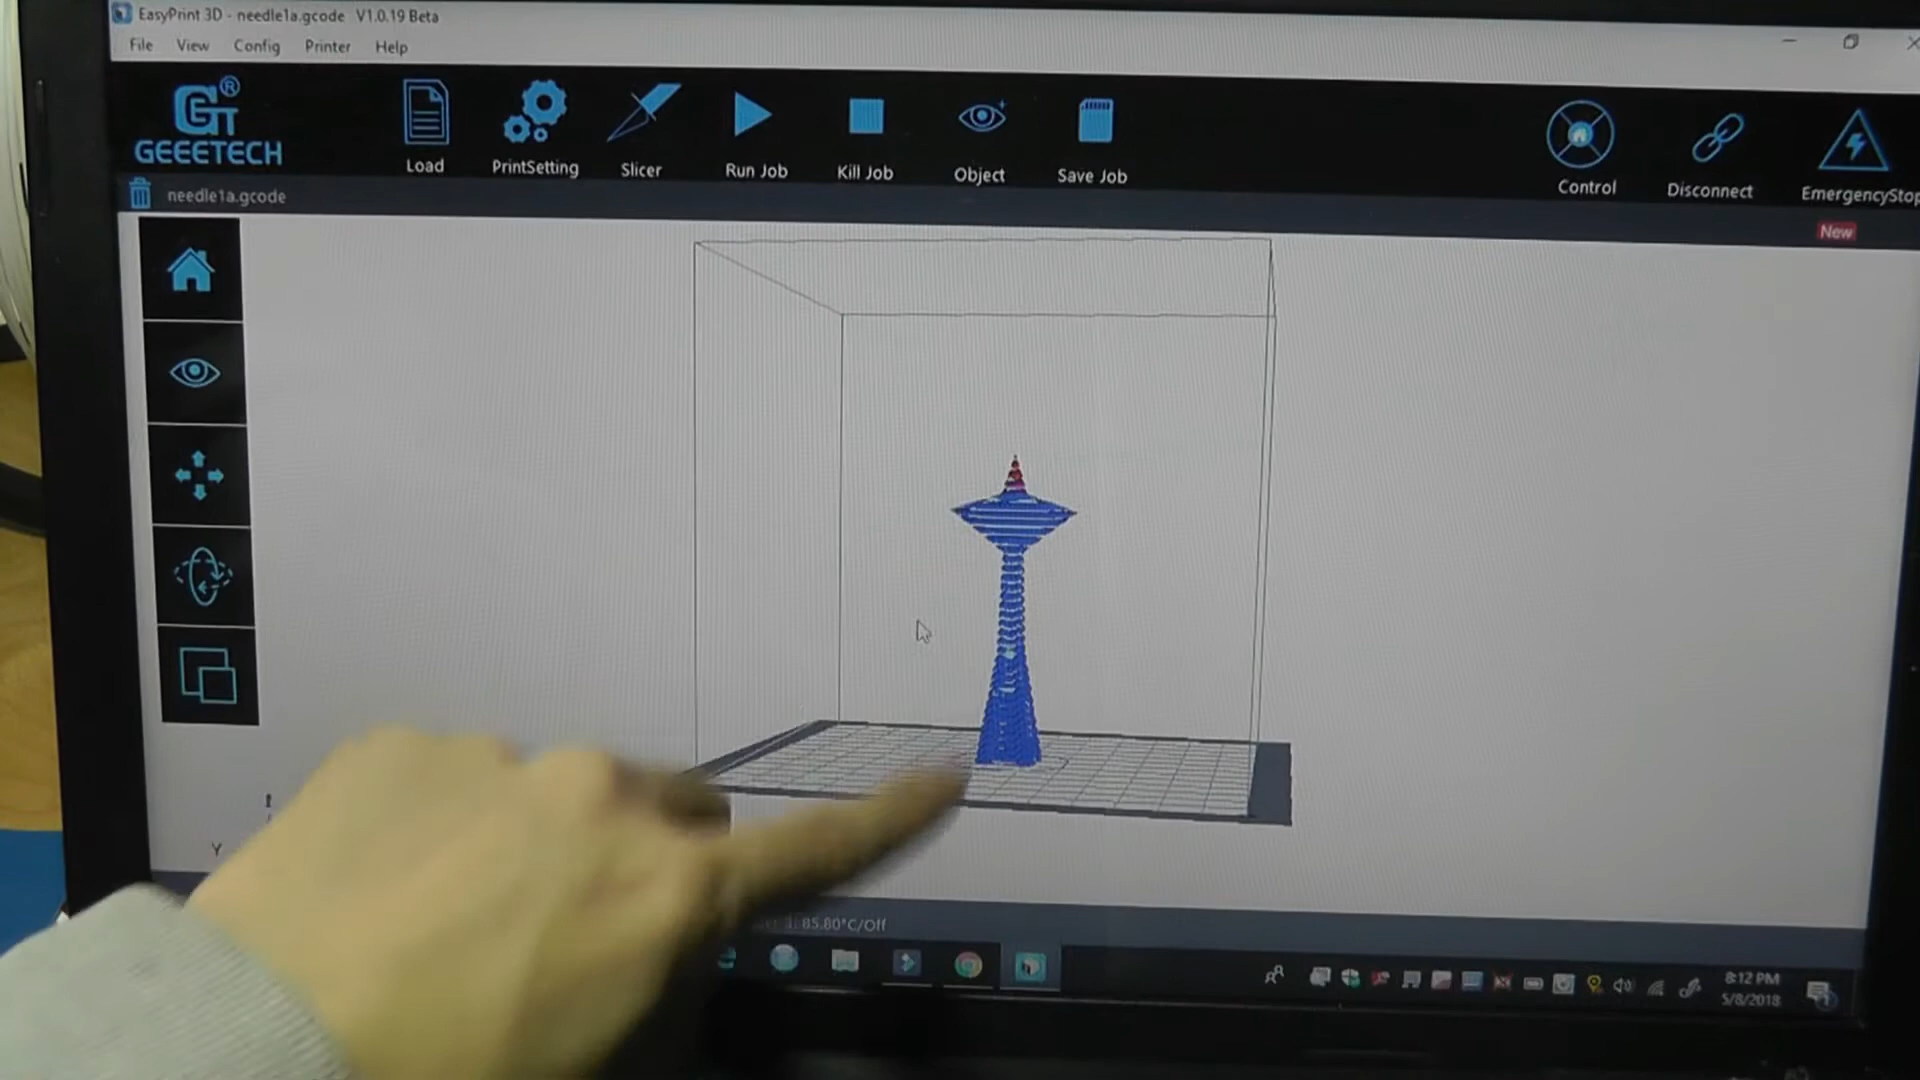 EasyPrint 3D - needle1a.gcode V1.0.19 Beta
File View Config Printer Help
GT®
GEEETECH
Load PrintSetting Slicer Run Job Kill Job Object Save Job Control Disconnect EmergencyStop
needle1a.gcode
New
Y
85.80°C/Off
8:12 PM
5/8/2018